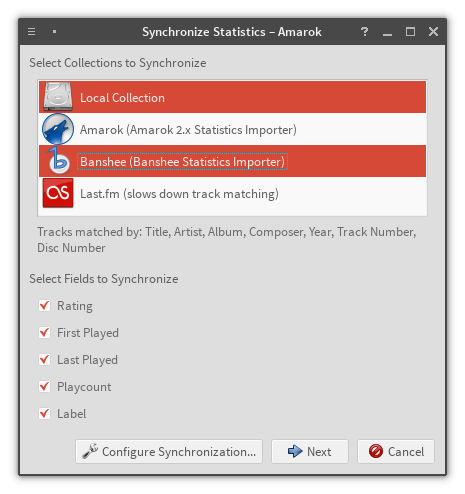 Synchronize Statistics – Amarok
Select Collections to Synchronize
Local Collection
Amarok (Amarok 2.x Statistics Importer)
Banshee (Banshee Statistics Importer)
Last.fm (slows down track matching)
Tracks matched by: Title, Artist, Album, Composer, Year, Track Number,
Disc Number
Select Fields to Synchronize
Rating
First Played
Last Played
Playcount
Label
Configure Synchronization... Next Cancel